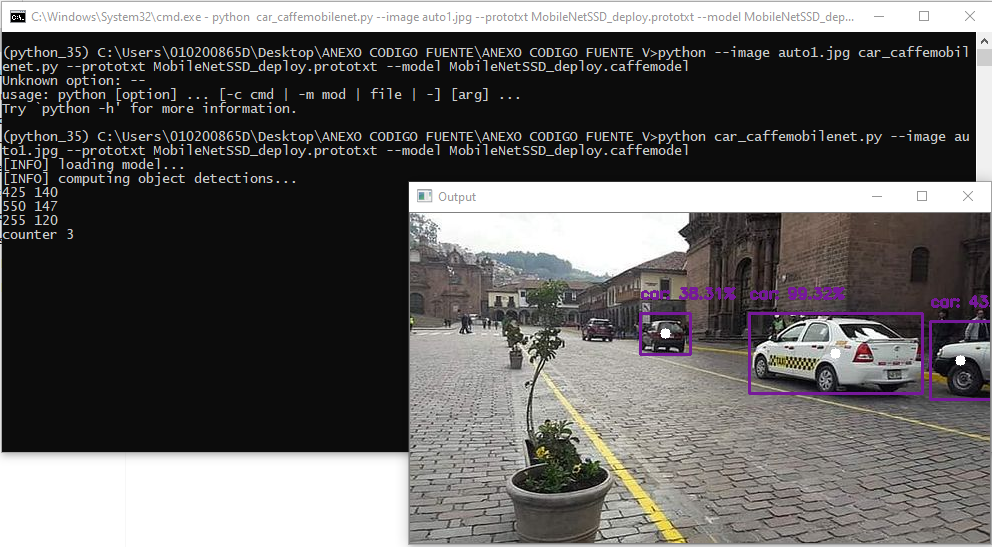 C:\Windows\System32\cmd.exe - python car_caffemobilenet.py --image auto1.jpg --prototxt MobileNetSSD_deploy.prototxt --model MobileNetSSD_dep...
(python_35) C:\Users\010200865D\Desktop\ANEXO CODIGO FUENTE\ANEXO CODIGO FUENTE V>python --image auto1.jpg car_caffemobil
enet.py --prototxt MobileNetSSD_deploy.prototxt --model MobileNetSSD_deploy.caffemodel
Unknown option: --
usage: python [option] ... [-c cmd | -m mod | file | -] [arg] ...
Try `python -h' for more information.
(python_35) C:\Users\010200865D\Desktop\ANEXO CODIGO FUENTE\ANEXO CODIGO FUENTE V>python car_caffemobilenet.py --image au
to1.jpg --prototxt MobileNetSSD_deploy.prototxt --model MobileNetSSD_deploy.caffemodel
[INFO] loading model...
[INFO] computing object detections...
425 140
550 147
255 120
counter 3
Output
car: 38.31%
car: 99.32%
car: 43
TAXI